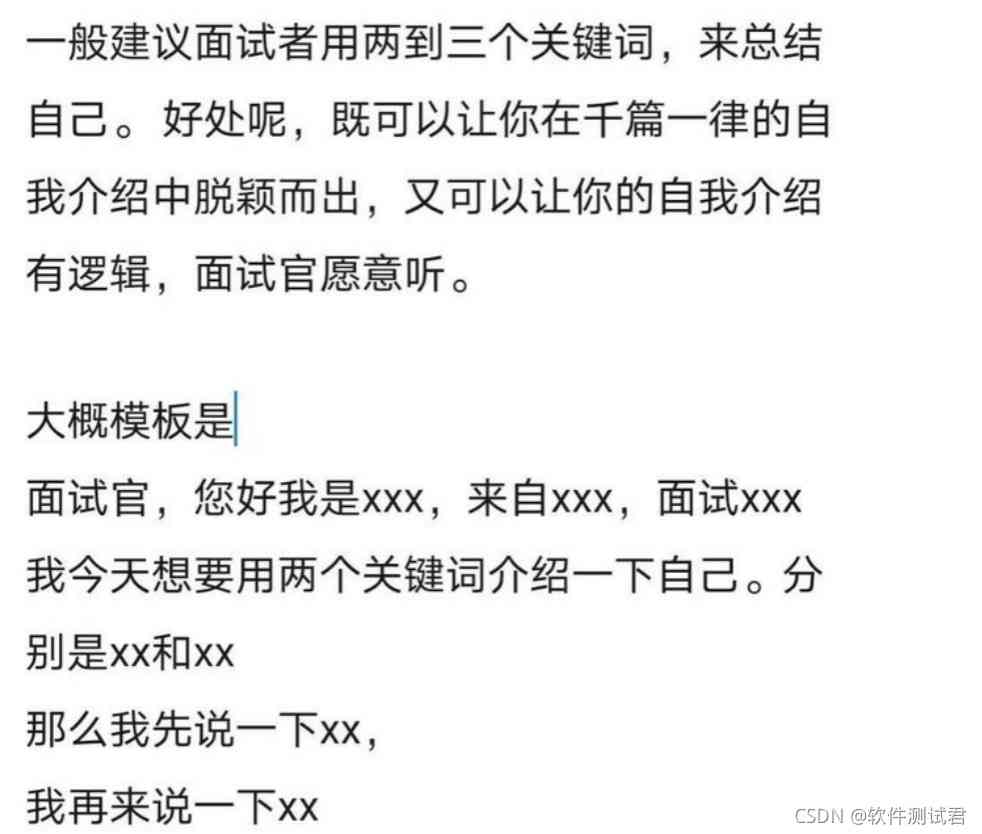 一般建议面试者用两到三个关键词，来总结
自己。好处呢，既可以让你在千篇一律的自
我介绍中脱颖而出，又可以让你的自我介绍
有逻辑，面试官愿意听。
大概模板是
面试官，您好我是xxx，来自xxx，面试xxx
我今天想要用两个关键词介绍一下自己。分
别是xx和xx
那么我先说一下xx，
我再来说一下xx
CSDN @软件测试君